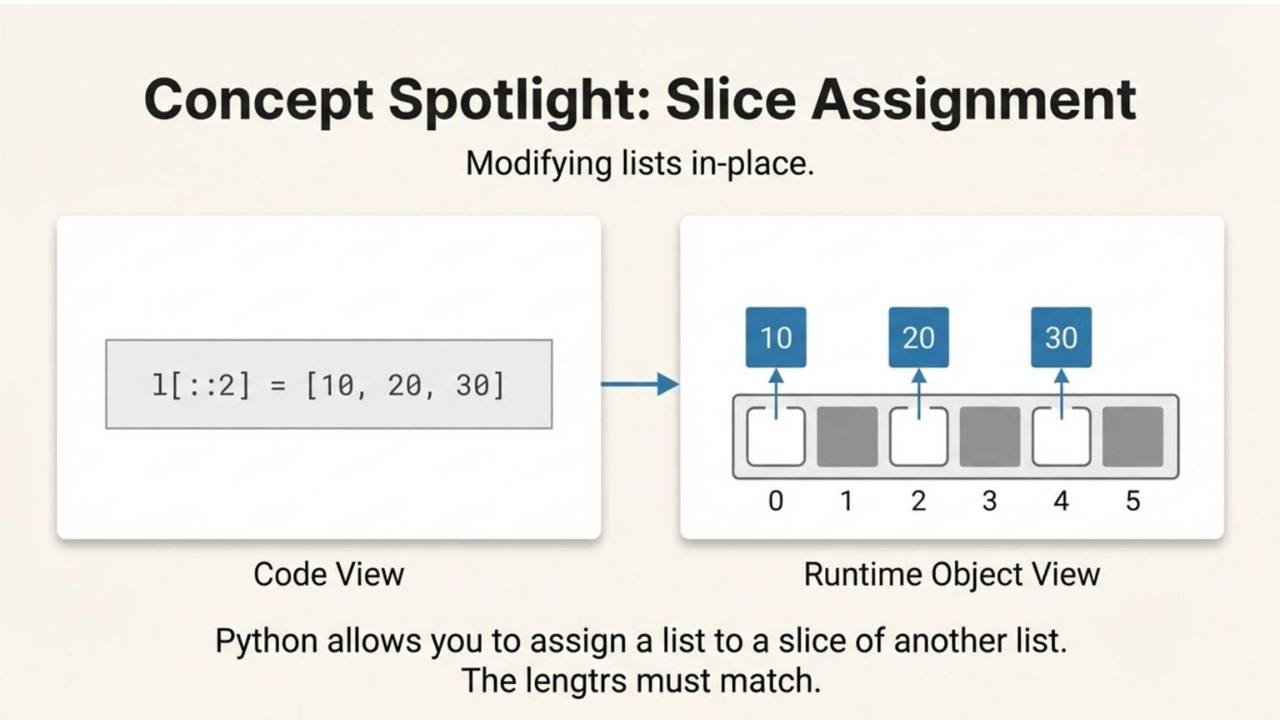 Concept Spotlight: Slice Assignment
Modifying lists in-place.
l[::2] = [10, 20, 30]
10 20 30
0 1 2 3 4 5
Code View
Runtime Object View
Python allows you to assign a list to a slice of another list.
The lengtrs must match.